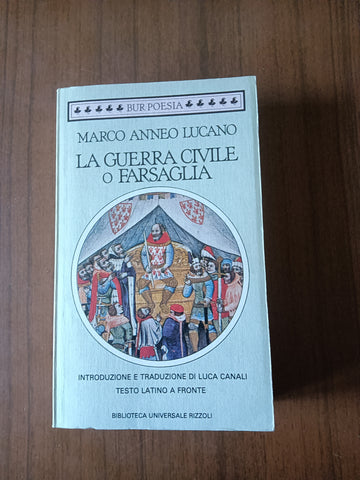 BUR POESIA
MARCO ANNEO LUCANO
LA GUERRA CIVILE
O FARSAGLIA
INTRODUZIONE E TRADUZIONE DI LUCA CANALI
TESTO LATINO A FRONTE
BIBLIOTECA UNIVERSALE RIZZOLI